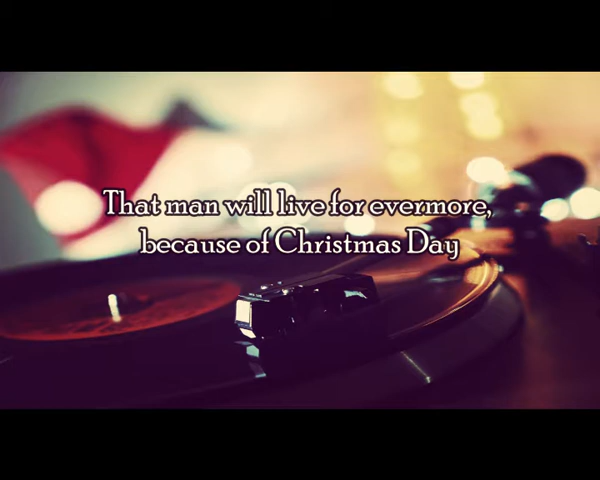 That man will live for evermore,
because of Christmas Day